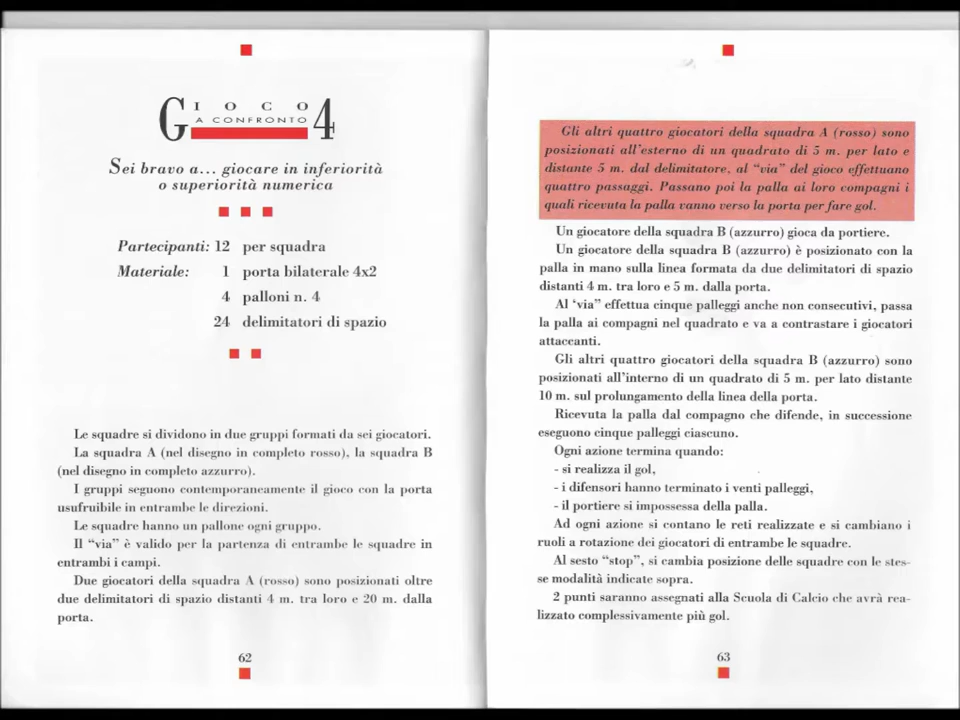 GIOCO
A CONFRONTO 4
Sei bravo a... giocare in inferiorità
o superiorità numerica
Partecipanti: 12 per squadra
Materiale: 1 porta bilaterale 4x2
4 palloni n. 4
24 delimitatori di spazio
Le squadre si dividono in due gruppi formati da sei giocatori.
La squadra A (nel disegno in completo rosso), la squadra B
(nel disegno in completo azzurro).
I gruppi seguono contemporaneamente il gioco con la porta
usufruibile in entrambe le direzioni.
Le squadre hanno un pallone ogni gruppo.
Il “via” è valido per la partenza di entrambe le squadre in
entrambi i campi.
Due giocatori della squadra A (rosso) sono posizionati oltre
due delimitatori di spazio distanti 4 m. tra loro e 20 m. dalla
porta.
62
Gli altri quattro giocatori della squadra A (rosso) sono
posizionati all'esterno di un quadrato di 5 m. per lato e
distante 5 m. dal delimitatore, al “via” del gioco effettuano
quattro passaggi. Passano poi la palla ai loro compagni i
quali ricevuta la palla vanno verso la porta per fare gol.
Un giocatore della squadra B (azzurro) gioca da portiere.
Un giocatore della squadra B (azzurro) è posizionato con la
palla in mano sulla linea formata da due delimitatori di spazio
distanti 4 m. tra loro e 5 m. dalla porta.
Al ‘via” effettua cinque palleggi anche non consecutivi, passa
la palla ai compagni nel quadrato e va a contrastare i giocatori
attaccanti.
Gli altri quattro giocatori della squadra B (azzurro) sono
posizionati all'interno di un quadrato di 5 m. per lato distante
10 m. sul prolungamento della linea della porta.
Ricevuta la palla dal compagno che difende, in successione
eseguono cinque palleggi ciascuno.
Ogni azione termina quando:
- si realizza il gol,
- i difensori hanno terminato i venti palleggi,
- il portiere si impossessa della palla.
Ad ogni azione si contano le reti realizzate e si cambiano i
ruoli a rotazione dei giocatori di entrambe le squadre.
Al sesto “stop”, si cambia posizione delle squadre con le stes-
se modalità indicate sopra.
2 punti saranno assegnati alla Scuola di Calcio che avrà rea-
lizzato complessivamente più gol.
63